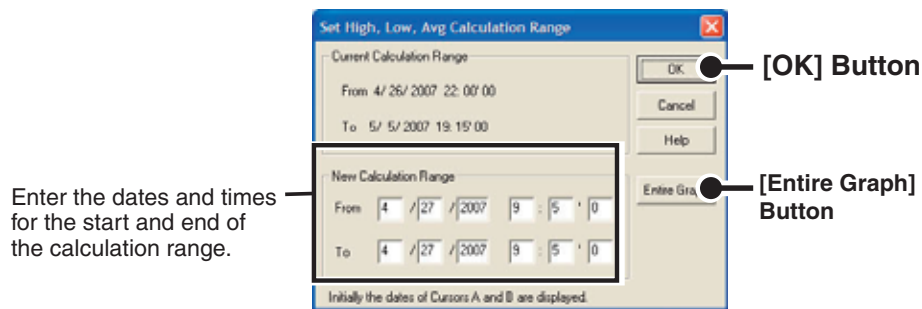 Set High, Low, Avg Calculation Range
Current Calculation Range
From 4/ 26/ 2007 22: 00' 00
To 5/ 5/ 2007 19: 15' 00
OK
Cancel
Help
[OK] Button
Enter the dates and times
for the start and end of
the calculation range.
New Calculation Range
From 4 / 27 / 2007 9 : 5 ' 0
To 4 / 27 / 2007 9 : 5 ' 0
Entire Gra
[Entire Graph]
Button
Initially the dates of Cursors A and B are displayed.